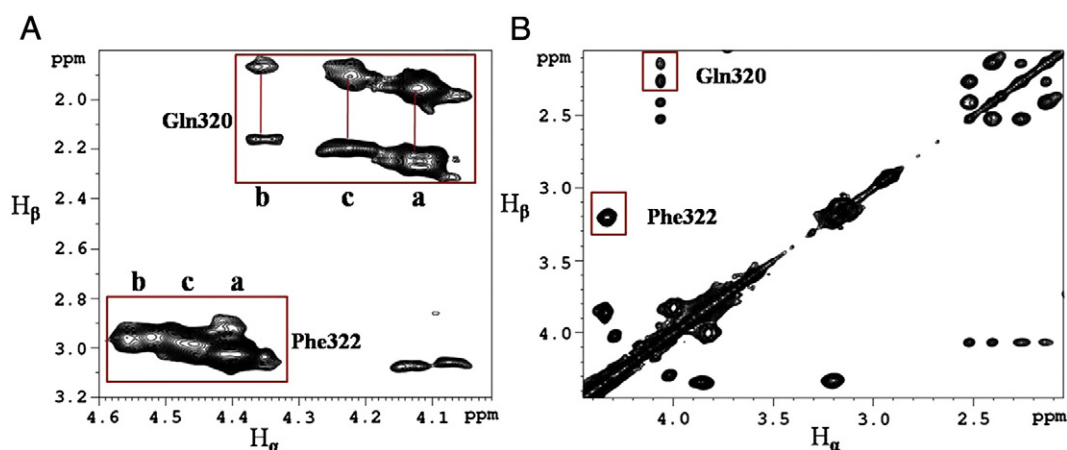 A
ppm
2.0
2.2
2.4
2.6
2.8
3.0
3.2
Hβ
Gln320
b c a
b c a
Phe322
4.6 4.5 4.4 4.3 4.2 4.1 ppm
Hα
B
ppm
2.5
3.0
3.5
4.0
Hβ
Gln320
Phe322
4.0 3.5 3.0 2.5 ppm
Hα